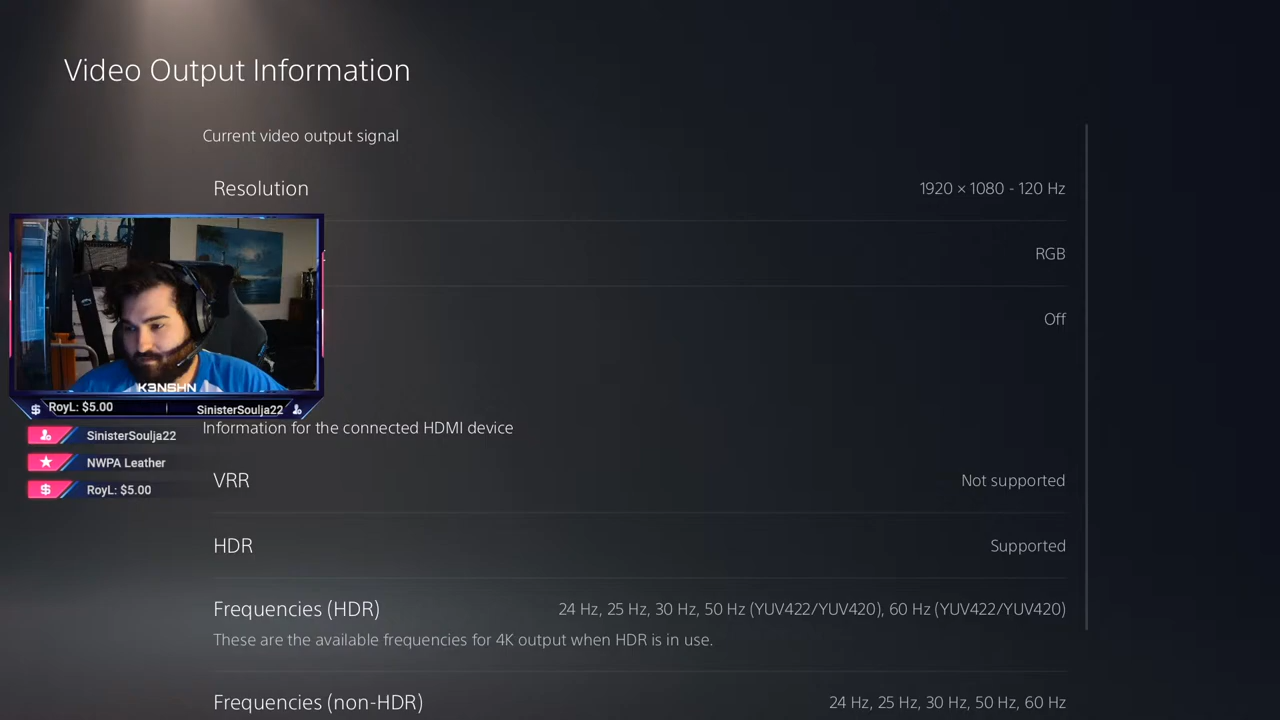 Video Output Information
Current video output signal
Resolution 1920 × 1080 - 120 Hz
RGB
Off
K3NSHN
RoyL: $5.00 SinisterSoulja22
Information for the connected HDMI device
SinisterSoulja22
NWPA Leather
RoyL: $5.00
VRR Not supported
HDR Supported
Frequencies (HDR) 24 Hz, 25 Hz, 30 Hz, 50 Hz (YUV422/YUV420), 60 Hz (YUV422/YUV420)
These are the available frequencies for 4K output when HDR is in use.
Frequencies (non-HDR) 24 Hz, 25 Hz, 30 Hz, 50 Hz, 60 Hz